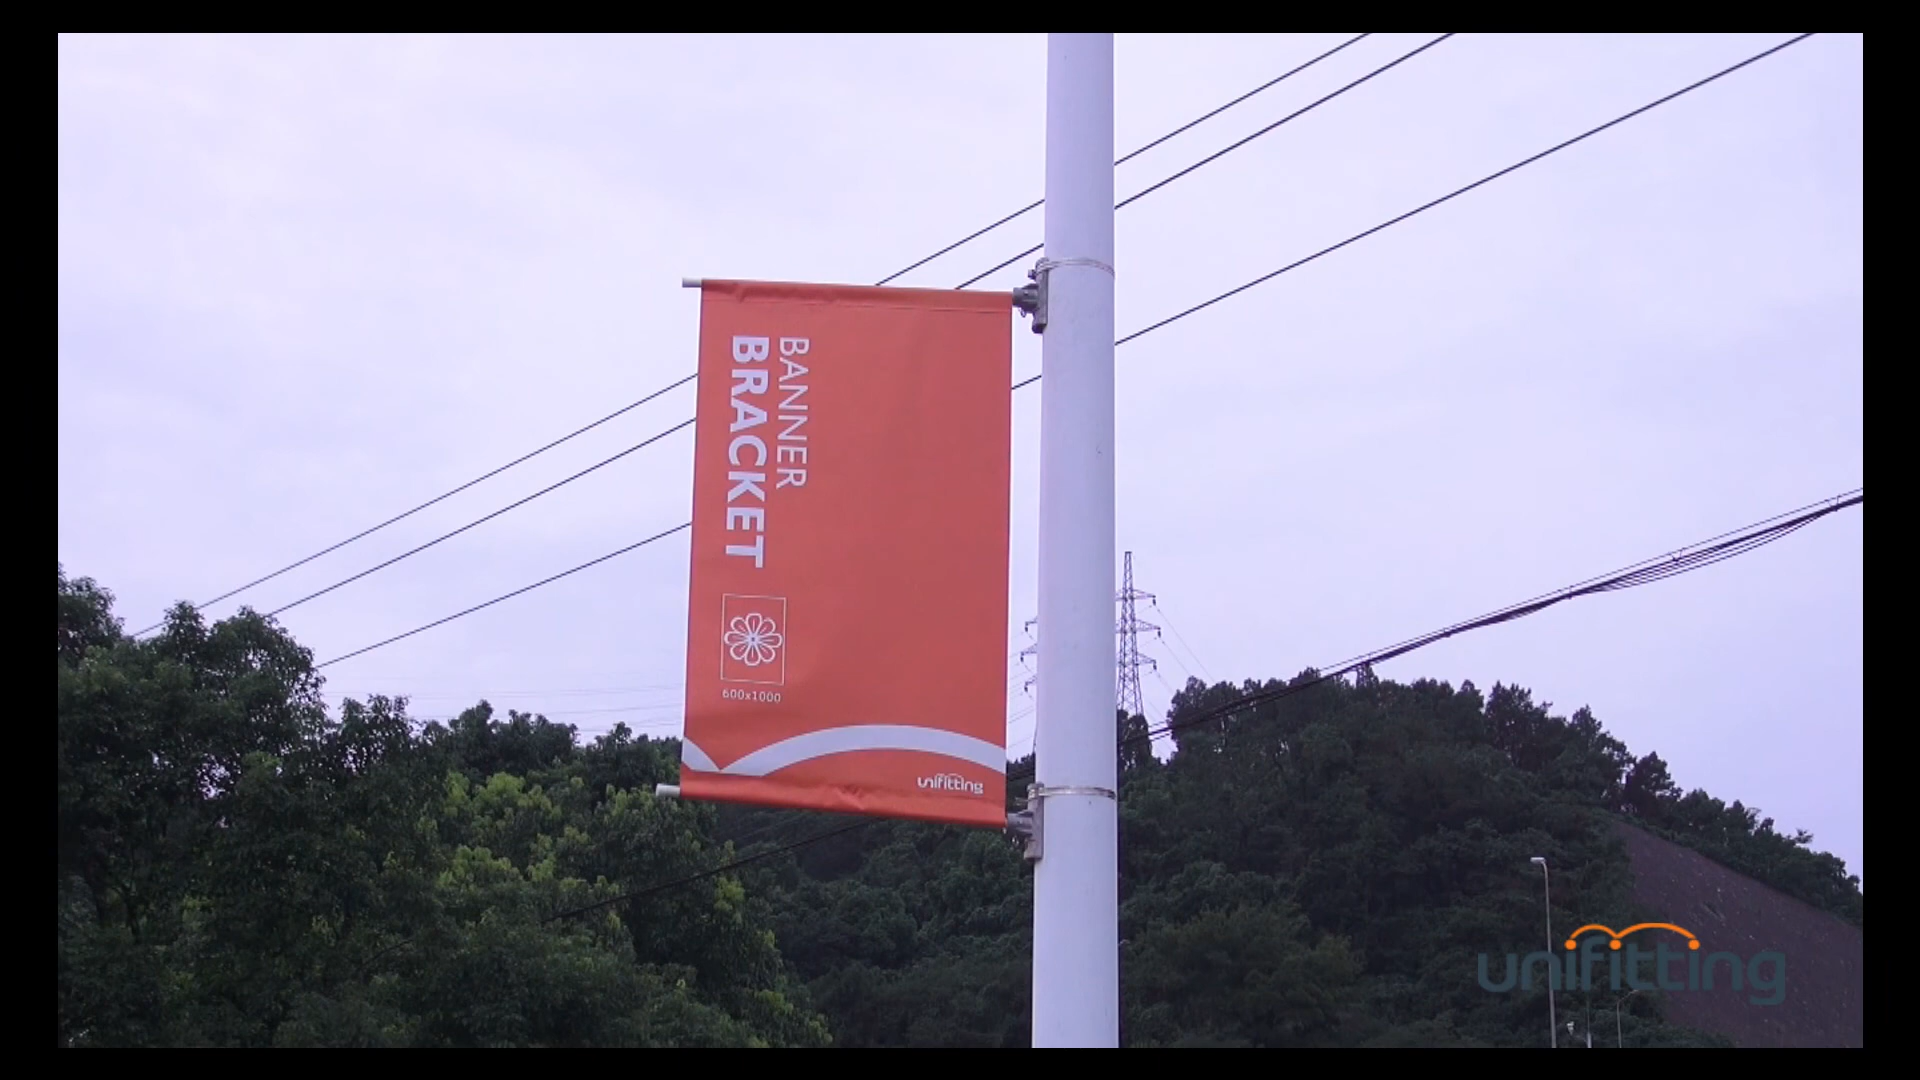 BANNER
BRACKET
600x1000
unifitting
unifitting